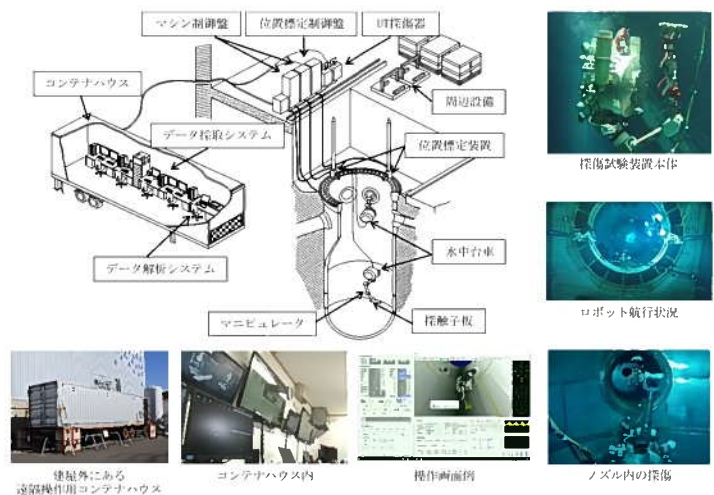 マシン制御盤
位置標定制御盤
UT探傷器
コンテナハウス
データ採取システム
周辺設備
位置標定装置
探傷試験装置本体
水中台車
データ解析システム
マニピュレータ
探触子板
ロボット航行状況
建屋外にある
遠隔操作用コンテナハウス
コンテナハウス内
操作画面例
ノズル内の探傷